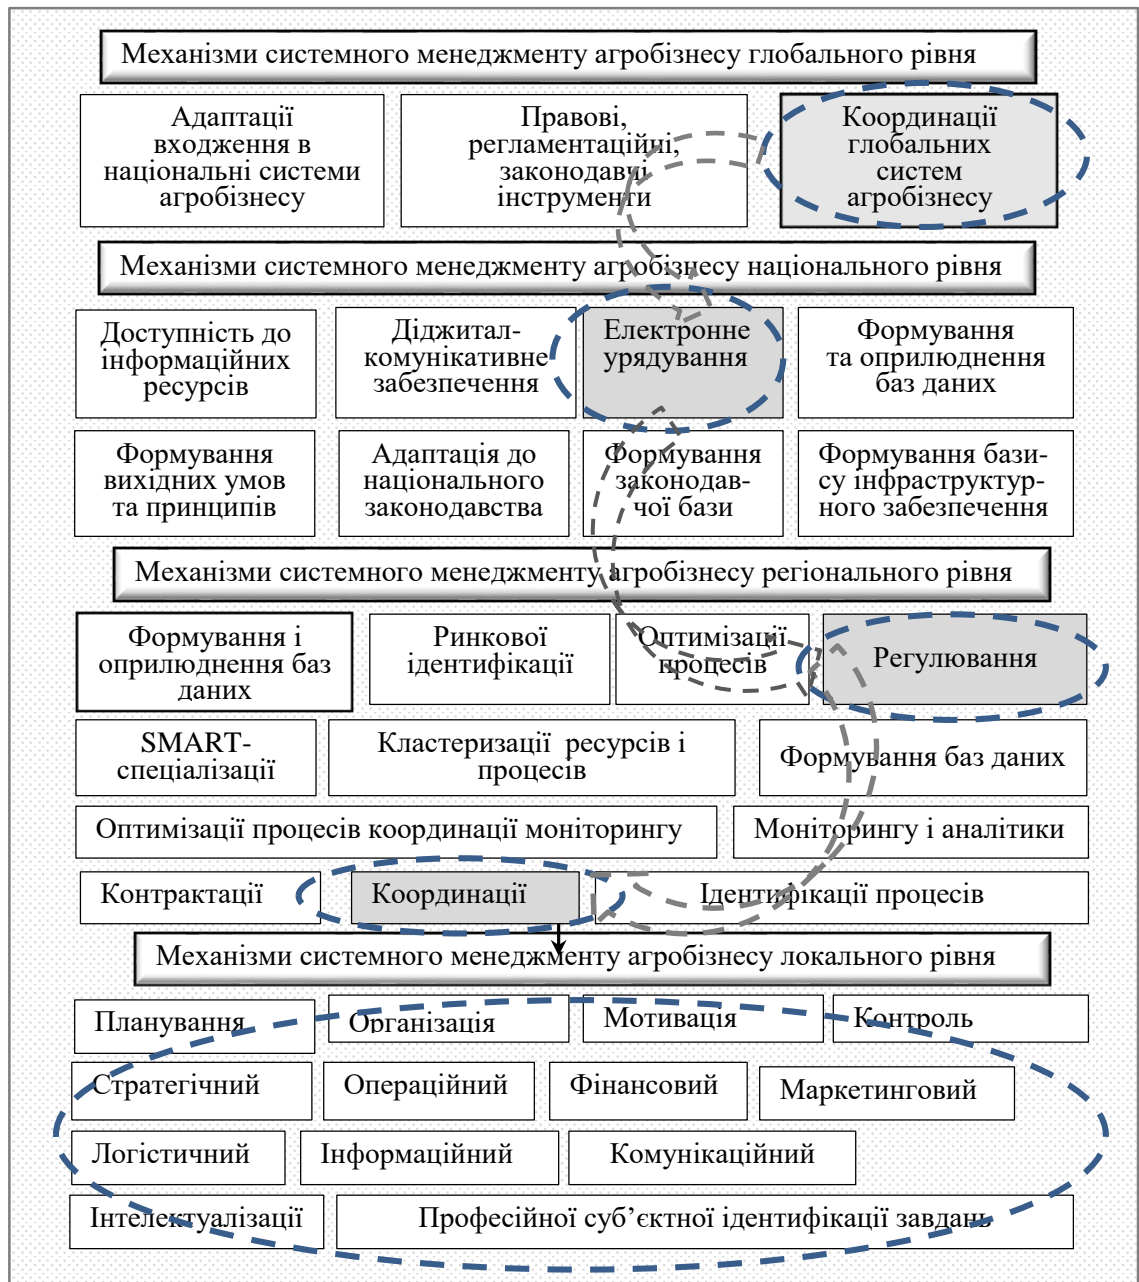 Механізми системного менеджменту агробізнесу глобального рівня
Адаптації
входження в
національні системи
агробізнесу
Правові,
регламентаційні,
законодавчі
інструменти
Координації
глобальних
систем
агробізнесу
Механізми системного менеджменту агробізнесу національного рівня
Доступність до
інформаційних
ресурсів
Діджитал-
комунікативне
забезпечення
Електронне
урядування
Формування
та оприлюднення
баз даних
Формування
вихідних умов
та принципів
Адаптація до
національного
законодавства
Формування
законодав-
чої бази
Формування бази-
су інфраструктур-
ного забезпечення
Механізми системного менеджменту агробізнесу регіонального рівня
Формування і
оприлюднення баз
даних
Ринкової
ідентифікації
Оптимізації
процесів
Регулювання
SMART-
спеціалізації
Кластеризації ресурсів і
процесів
Формування баз даних
Оптимізації процесів координації моніторингу
Моніторингу і аналітики
Контрактації
Координації
Ідентифікації процесів
Механізми системного менеджменту агробізнесу локального рівня
Планування
Організація
Мотивація
Контроль
Стратегічний
Операційний
Фінансовий
Маркетинговий
Логістичний
Інформаційний
Комунікаційний
Інтелектуалізації
Професійної суб’єктної ідентифікації завдань